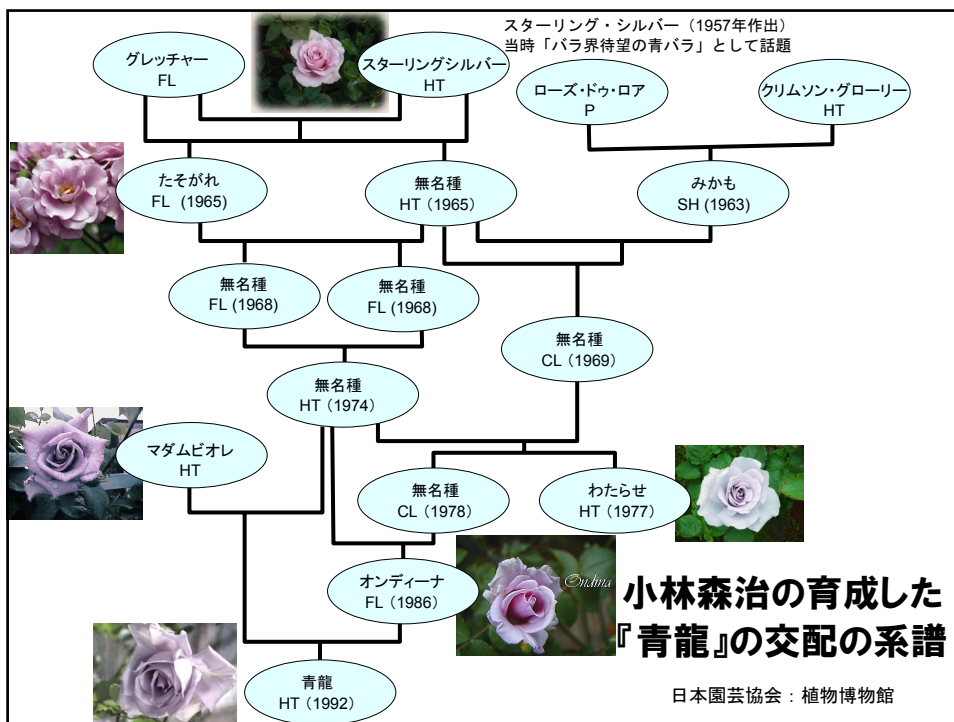 スターリング・シルバー（1957年作出）
当時「バラ界待望の青バラ」として話題
グレッチャー
FL
スターリングシルバー
HT
ローズ・ドゥ・ロア
P
クリムソン・グローリー
HT
たそがれ
FL (1965)
無名種
HT（1965）
みかも
SH (1963)
無名種
FL (1968)
無名種
FL (1968)
無名種
CL（1969）
無名種
HT（1974）
マダムビオレ
HT
無名種
CL（1978）
わたらせ
HT（1977）
オンディーナ
FL（1986）
Ondina
小林森治の育成した
『青龍』の交配の系譜
青龍
HT（1992）
日本園芸協会：植物博物館